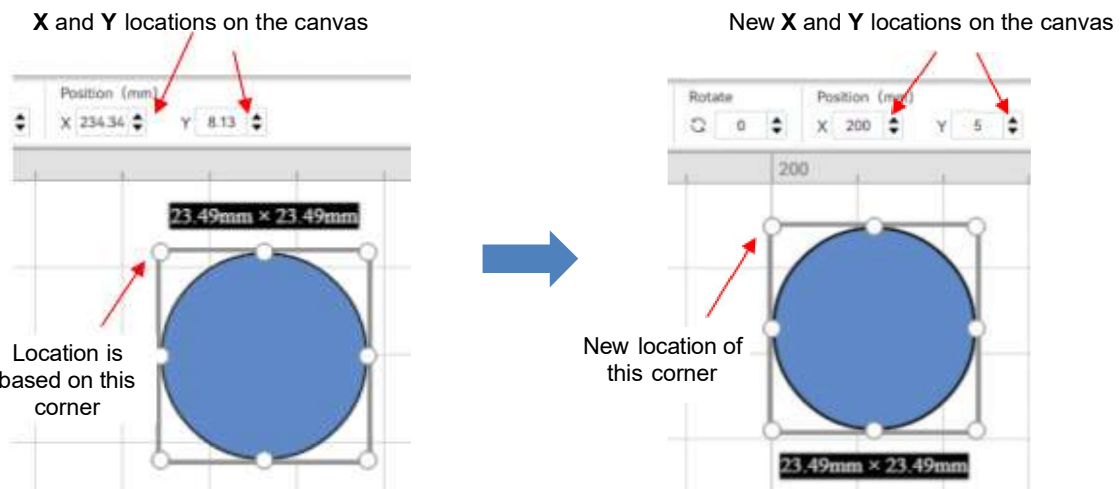 X and Y locations on the canvas
New X and Y locations on the canvas
Position (mm)
X 234.34 Y 8.13
Rotate Position (mm)
0 X 200 Y 5
200
23.49mm × 23.49mm
Location is
based on this
corner
New location of
this corner
23.49mm × 23.49mm